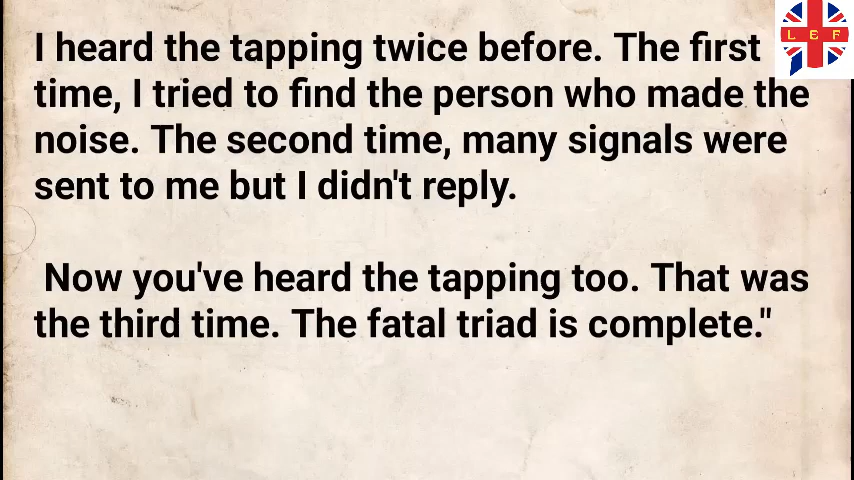 I heard the tapping twice before. The first
time, I tried to find the person who made the
noise. The second time, many signals were
sent to me but I didn't reply.
Now you've heard the tapping too. That was
the third time. The fatal triad is complete."
L E F